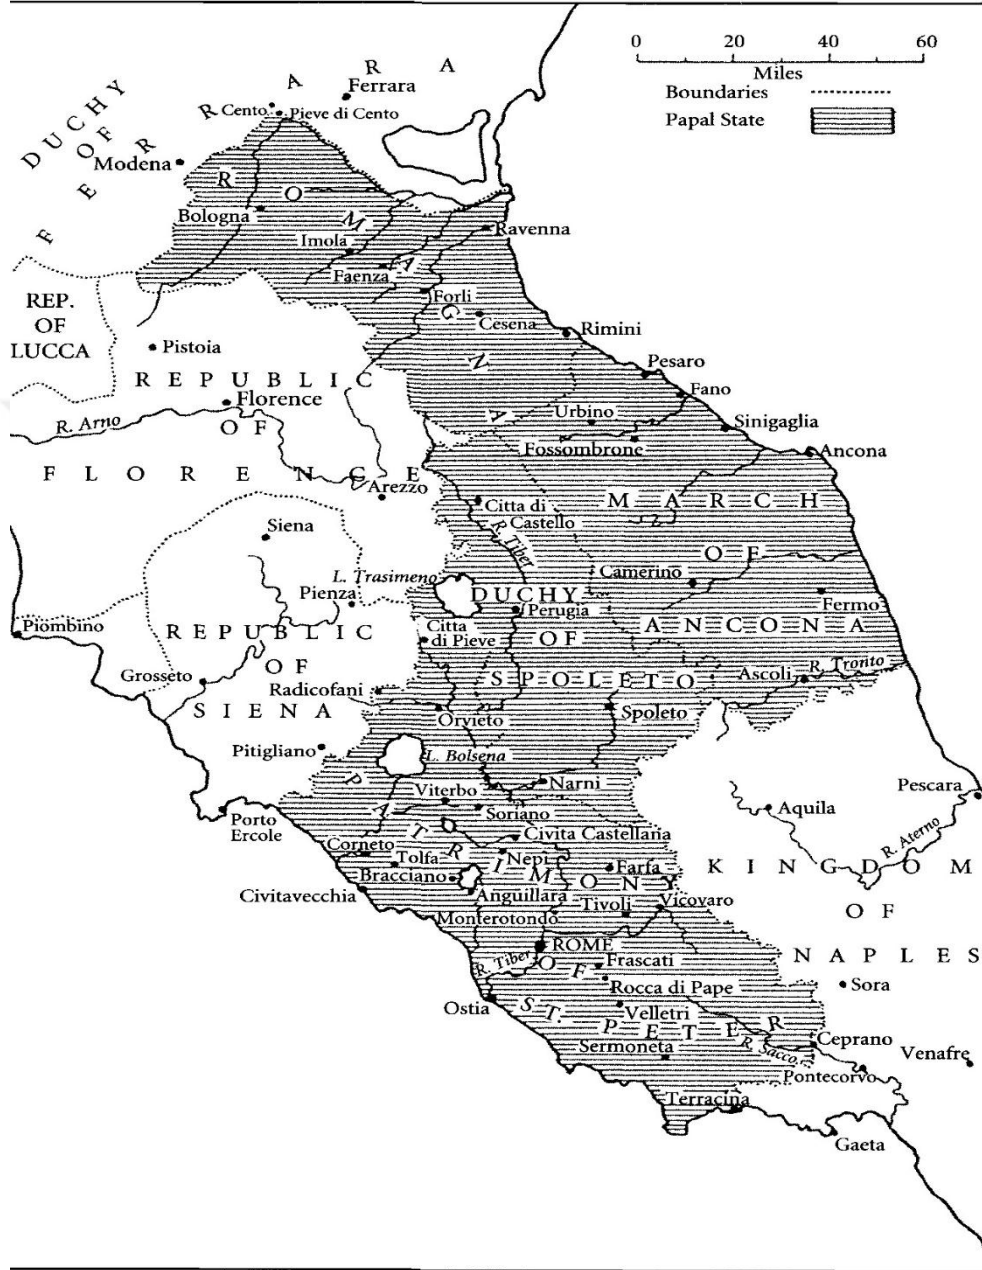 0 20 40 60
Miles
Boundaries
Papal State
DUCHY
OF
FERRARA
Ferrara
Cento
Pieve di Cento
Modena
ROMAGNA
Bologna
Imola
Ravenna
Faenza
Forli
Cesena
Rimini
REP.
OF
LUCCA
Pistoia
REPUBLIC
OF
FLORENCE
Florence
R. Arno
Pesaro
Fano
Urbino
Fossombrone
Sinigaglia
Ancona
Arezzo
Citta di
Castello
R. Tiber
MARCH
OF
ANCONA
Siena
L. Trasimeno
Pienza
Camerino
Fermo
DUCHY
OF
SPOLETO
Perugia
Piombino
REPUBLIC
OF
SIENA
Citta
di Pieve
Grosseto
Radicofani
Ascoli
R. Tronto
Orvieto
Spoleto
Pitigliano
L. Bolsena
Narni
Viterbo
Soriano
Pescara
Aquila
R. Aterno
Porto
Ercole
PATRIMONY
OF
ST. PETER
Civita Castellana
Corneto
Tolfa
Nepi
Farfa
Bracciano
Anguillara
Civitavecchia
Monterotondo
Tivoli
Vicovaro
KINGDOM
OF
NAPLES
ROME
R. Tiber
Frascati
Rocca di Pape
Ostia
Velletri
Sora
Sermoneta
R. Sacco.
Ceprano
Venafre
Pontecorvo
Terracina
Gaeta